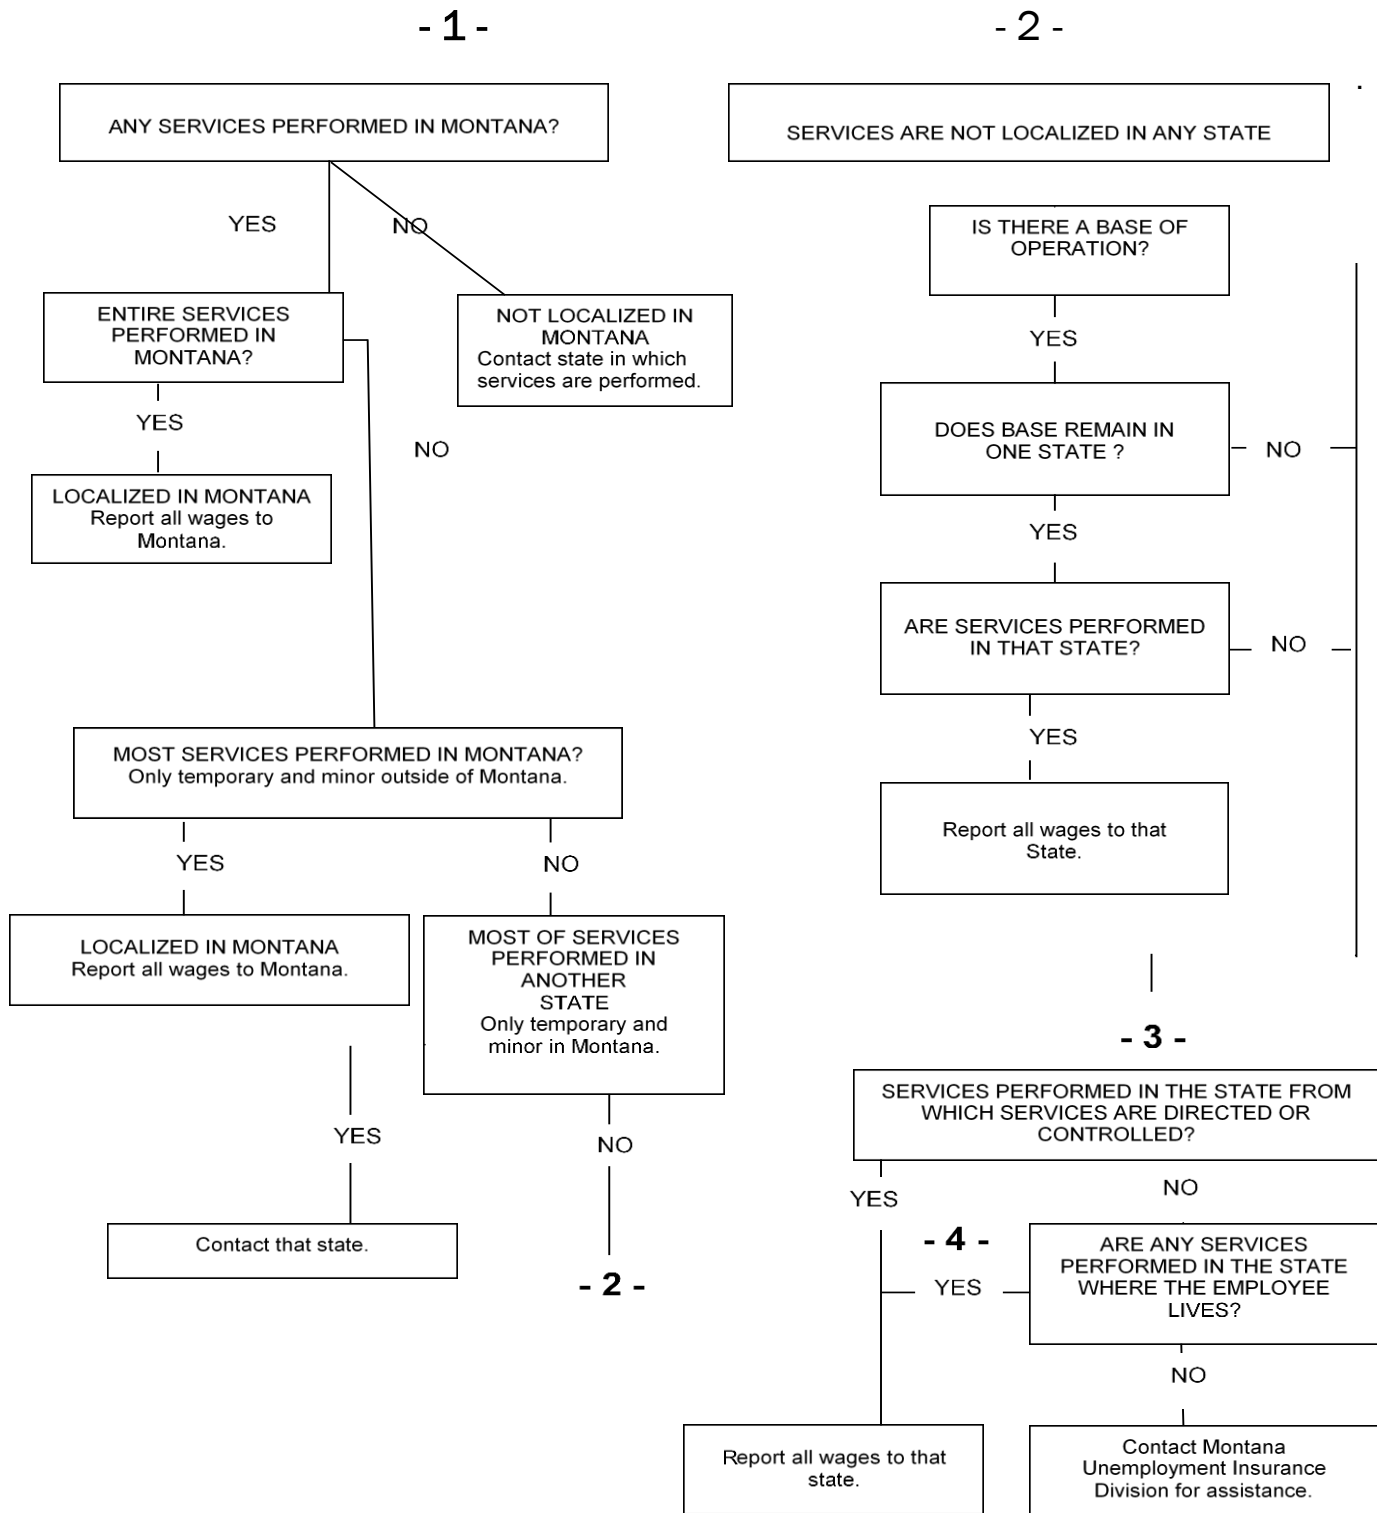 - 1 -
ANY SERVICES PERFORMED IN MONTANA?
YES
NO
ENTIRE SERVICES
PERFORMED IN
MONTANA?
NOT LOCALIZED IN
MONTANA
Contact state in which
services are performed.
YES
NO
LOCALIZED IN MONTANA
Report all wages to
Montana.
MOST SERVICES PERFORMED IN MONTANA?
Only temporary and minor outside of Montana.
YES
NO
LOCALIZED IN MONTANA
Report all wages to Montana.
MOST OF SERVICES
PERFORMED IN
ANOTHER
STATE
Only temporary and
minor in Montana.
YES
NO
Contact that state.
- 2 -
- 2 -
SERVICES ARE NOT LOCALIZED IN ANY STATE
.
IS THERE A BASE OF
OPERATION?
YES
DOES BASE REMAIN IN
ONE STATE ?
NO
YES
ARE SERVICES PERFORMED
IN THAT STATE?
NO
YES
Report all wages to that
State.
- 3 -
SERVICES PERFORMED IN THE STATE FROM
WHICH SERVICES ARE DIRECTED OR
CONTROLLED?
YES
NO
- 4 -
ARE ANY SERVICES
PERFORMED IN THE STATE
WHERE THE EMPLOYEE
LIVES?
YES
NO
Report all wages to that
state.
Contact Montana
Unemployment Insurance
Division for assistance.